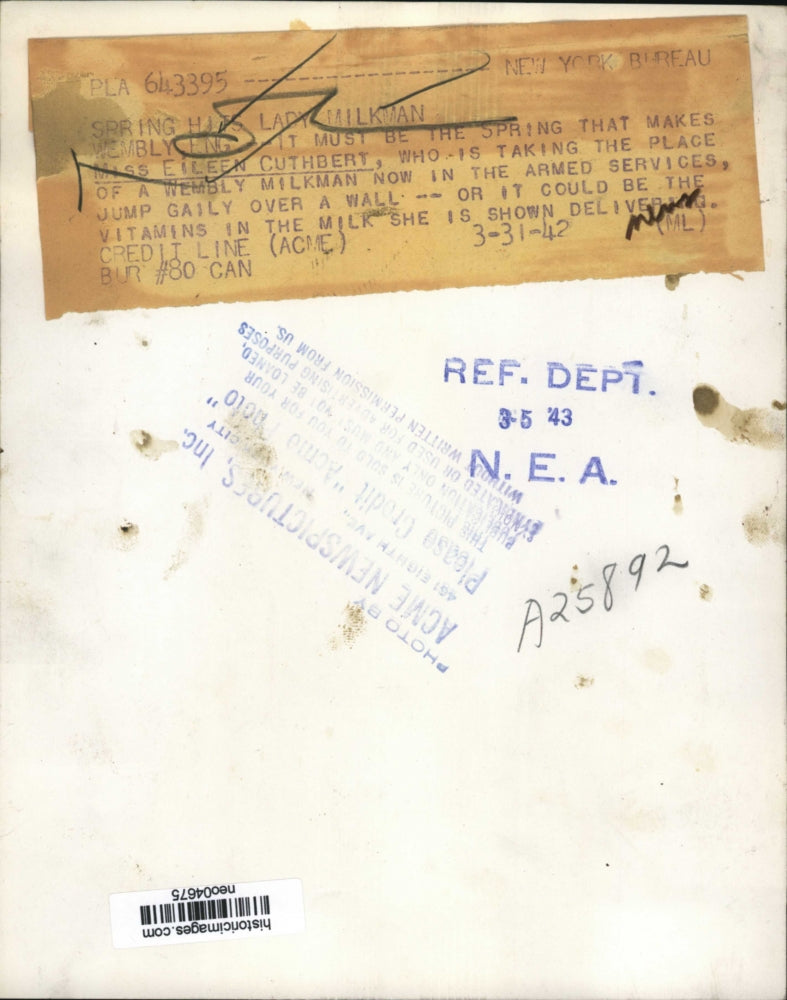 PLA 643395 ------------------------ NEW YORK BUREAU
SPRING HITS LADY MILKMAN
WEMBLY, ENG.--IT MUST BE THE SPRING THAT MAKES
MISS EILEEN CUTHBERT, WHO IS TAKING THE PLACE
OF A WEMBLY MILKMAN NOW IN THE ARMED SERVICES,
JUMP GAILY OVER A WALL -- OR IT COULD BE THE
VITAMINS IN THE MILK SHE IS SHOWN DELIVERING.
CREDIT LINE (ACME) 3-31-42 (ML)
BUR #80 CAN
news
REF. DEPT.
3-5 '43
N. E. A.
A25892
PHOTO BY
ACME NEWSPICTURES, Inc.
461 EIGHTH AVE., NEW YORK CITY
Please Credit "Acme Photo"
THIS PICTURE IS SOLD TO YOU FOR YOUR
PUBLICATION ONLY AND MUST NOT BE LOANED,
SYNDICATED OR USED FOR ADVERTISING PURPOSES
WITHOUT WRITTEN PERMISSION FROM US.
historicimages.com
neo04675